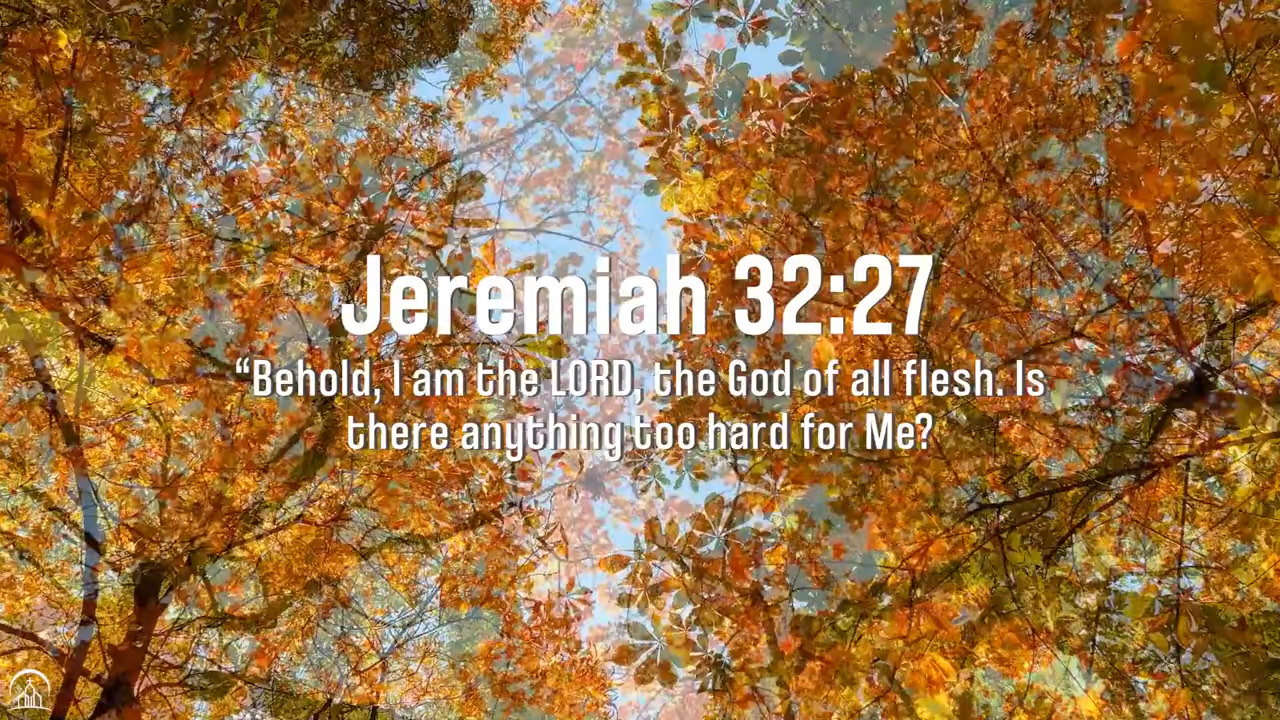 Jeremiah 32:27
“Behold, I am the LORD, the God of all flesh. Is
there anything too hard for Me?